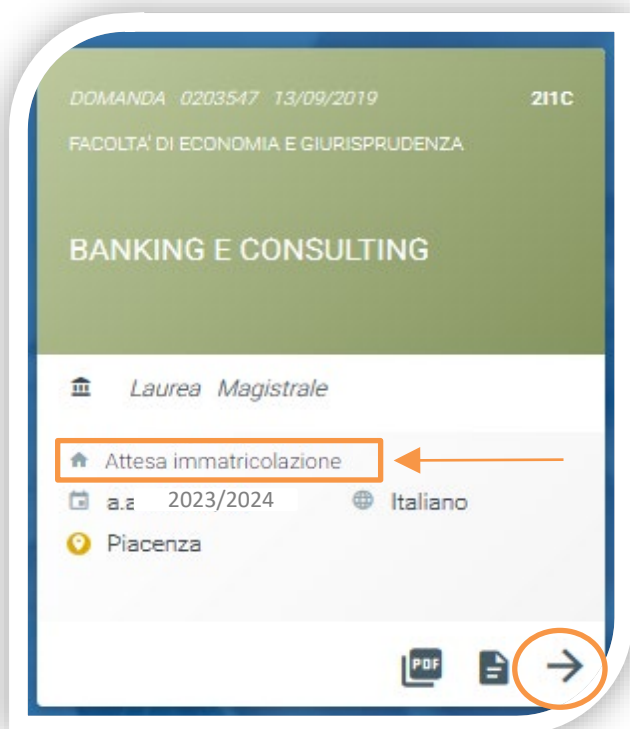 DOMANDA 0203547 13/09/2019 2I1C
FACOLTA' DI ECONOMIA E GIURISPRUDENZA
BANKING E CONSULTING
Laurea Magistrale
Attesa immatricolazione
a.a 2023/2024 Italiano
Piacenza
PDF